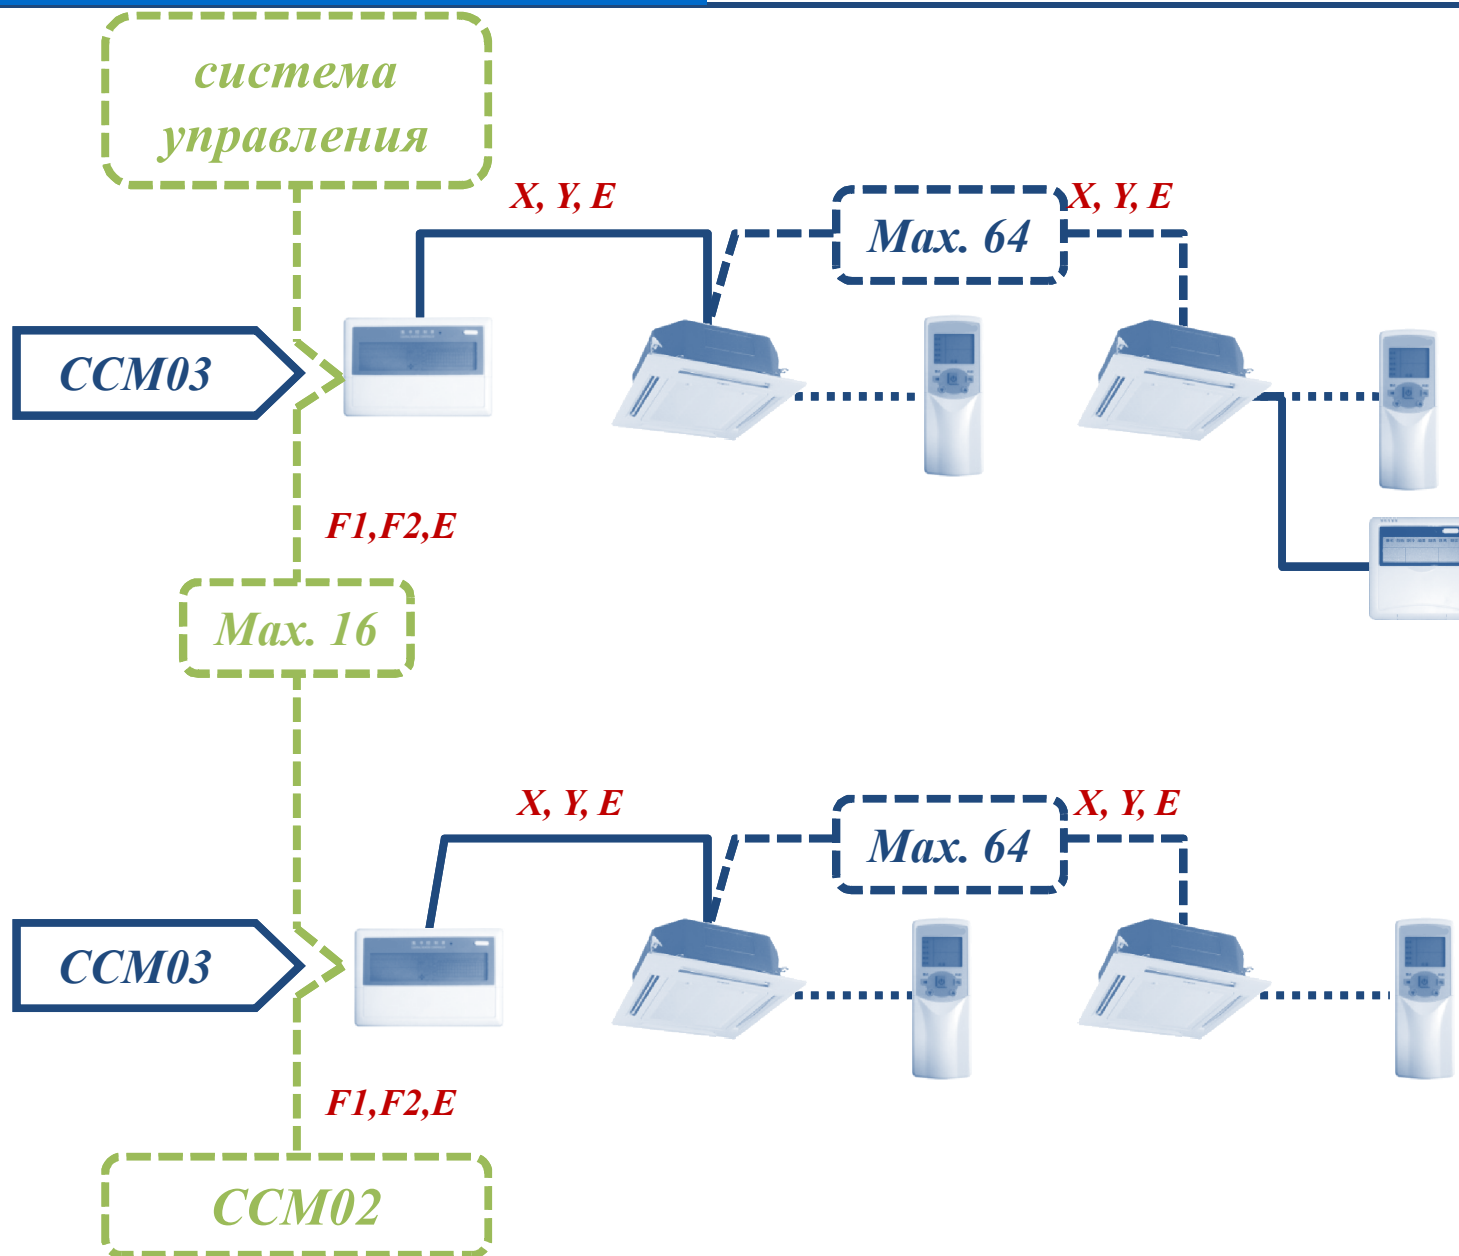 система
управления
X, Y, E
Max. 64
X, Y, E
CCM03
F1,F2,E
Max. 16
X, Y, E
Max. 64
X, Y, E
CCM03
F1,F2,E
CCM02